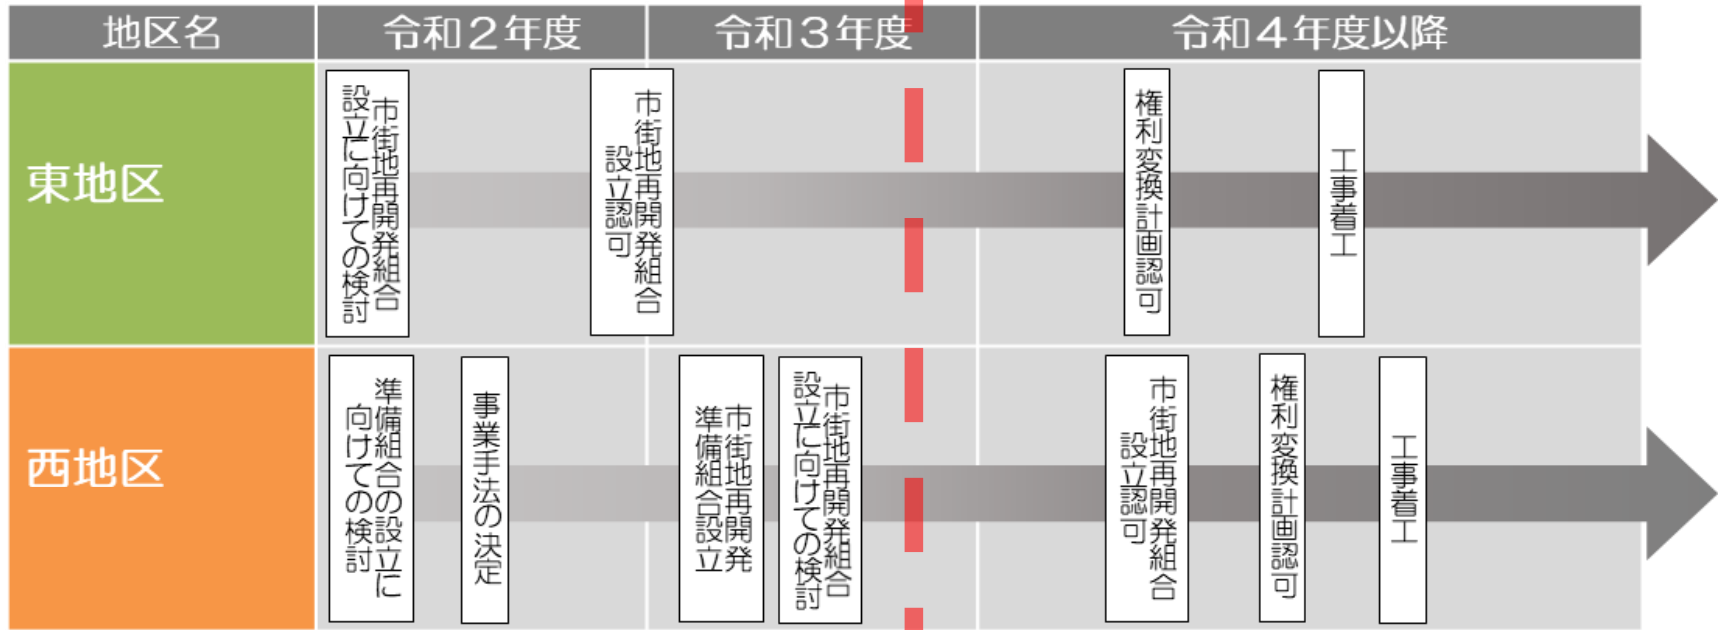 地区名
令和２年度
令和３年度
令和４年度以降
東地区
市街地再開発組合
設立に向けての検討
市街地再開発組合
設立認可
権利変換計画認可
工事着工
西地区
準備組合の設立に
向けての検討
事業手法の決定
市街地再開発
準備組合設立
市街地再開発組合
設立に向けての検討
市街地再開発組合
設立認可
権利変換計画認可
工事着工